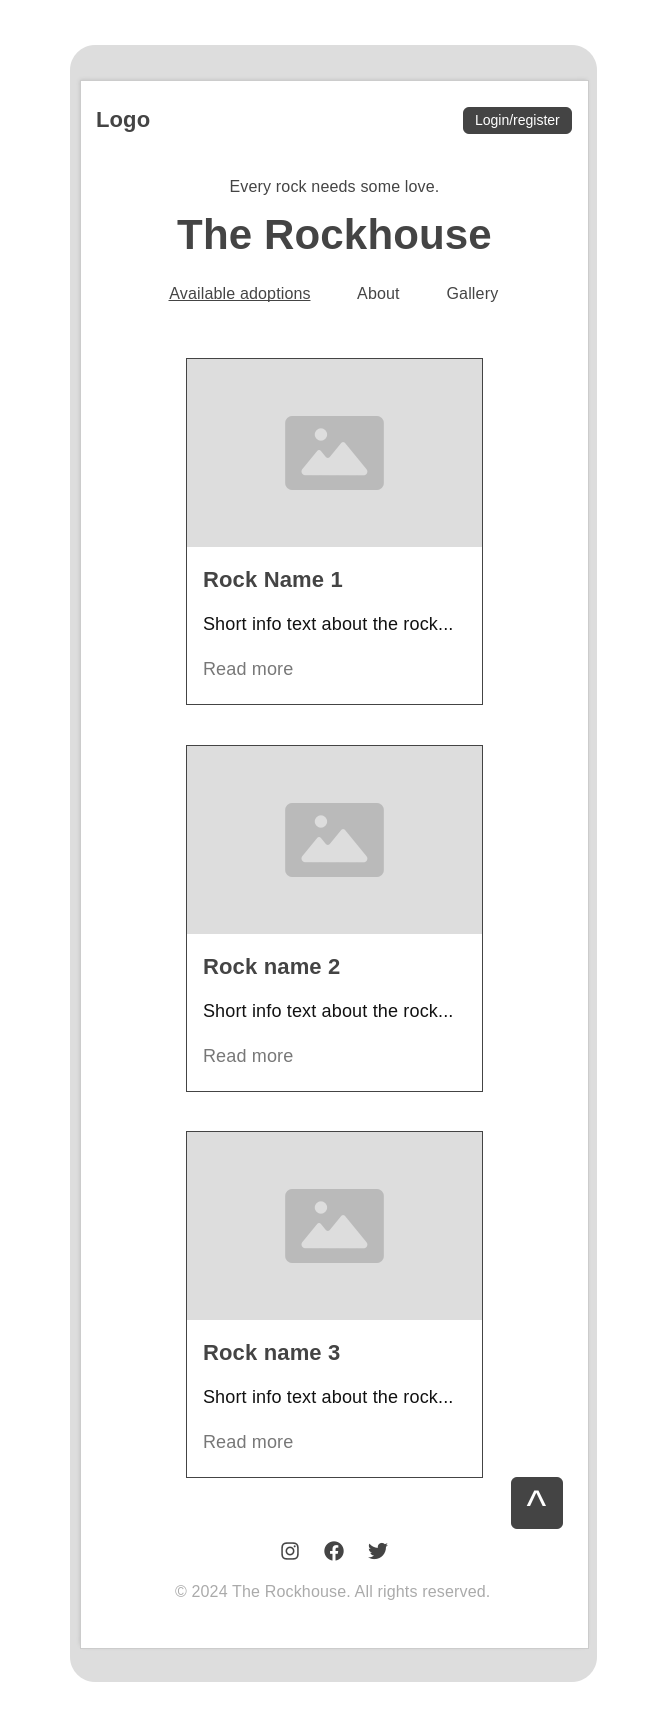 Logo
Login/register
Every rock needs some love.
The Rockhouse
Available adoptions About Gallery
Rock Name 1
Short info text about the rock...
Read more
Rock name 2
Short info text about the rock...
Read more
Rock name 3
Short info text about the rock...
Read more
^
© 2024 The Rockhouse. All rights reserved.